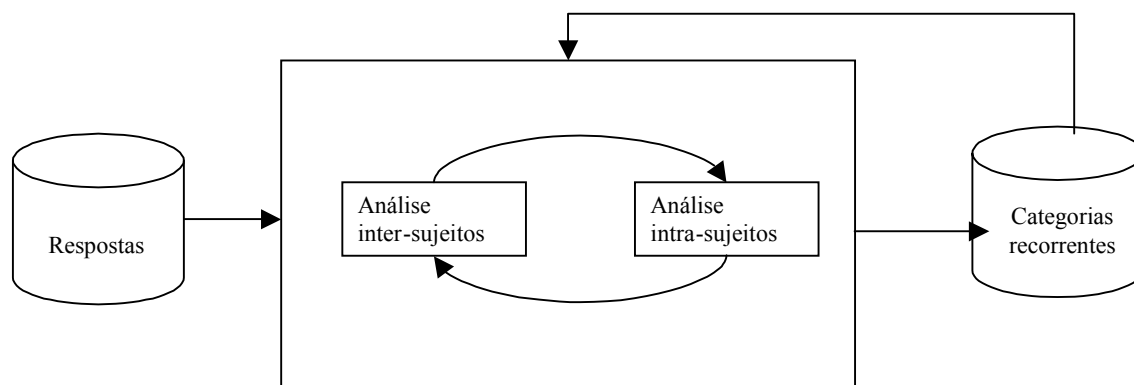 Respostas
Análise
inter-sujeitos
Análise
intra-sujeitos
Categorias
recorrentes